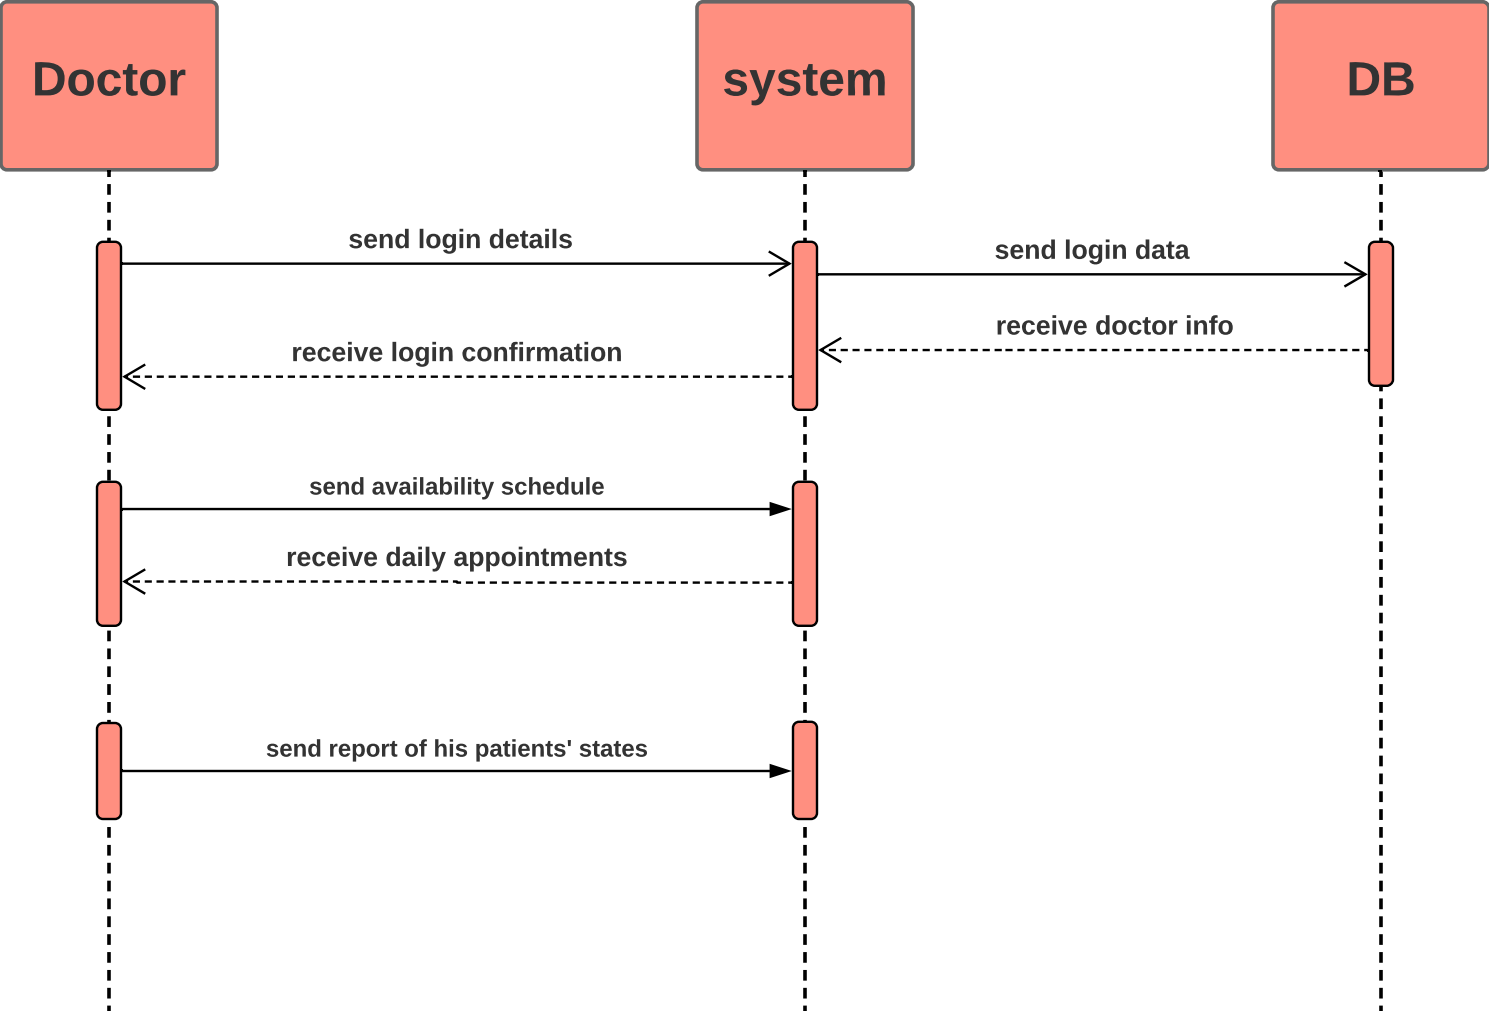 Doctor
system
DB
send login details
send login data
receive doctor info
receive login confirmation
send availability schedule
receive daily appointments
send report of his patients' states